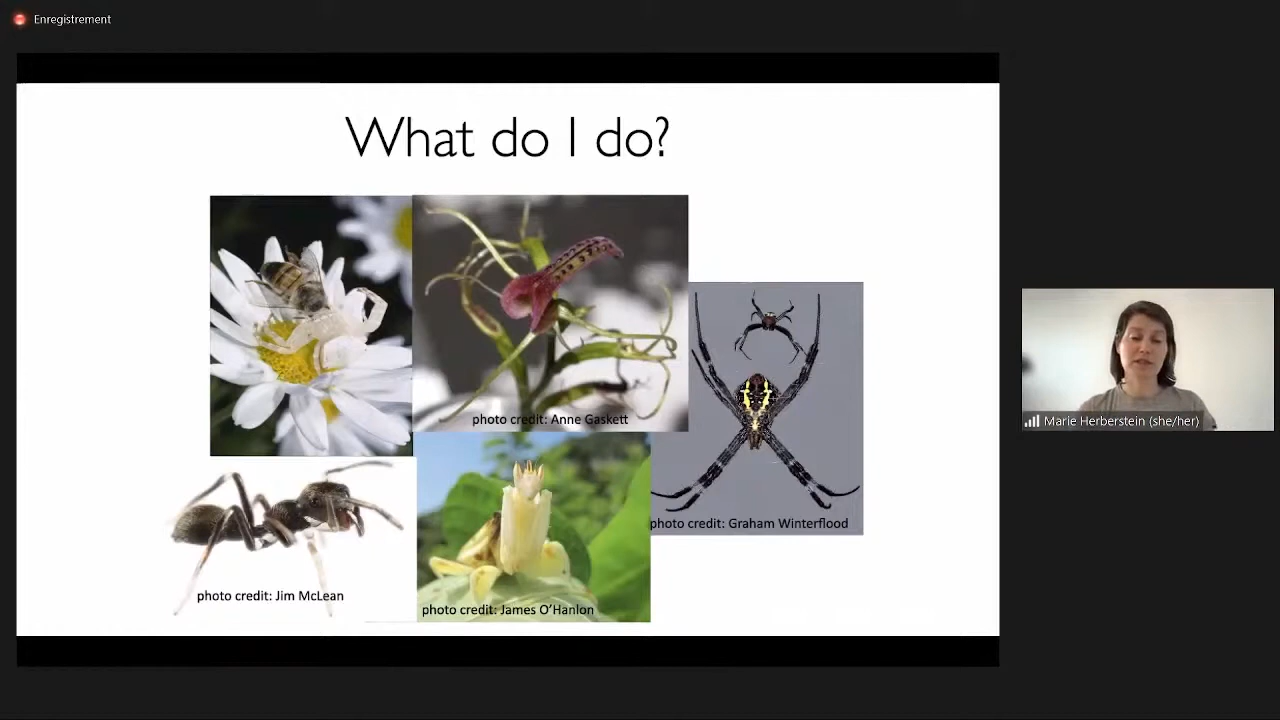 Enregistrement
What do I do?
photo credit: Anne Gaskett
photo credit: Graham Winterflood
photo credit: Jim McLean
photo credit: James O'Hanlon
Marie Herberstein (she/her)